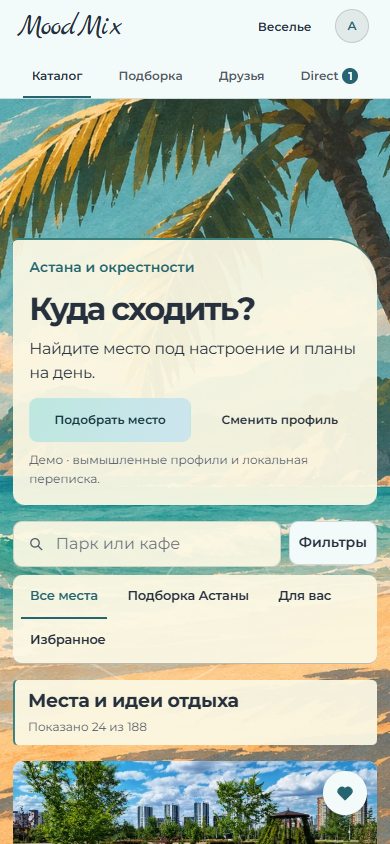 MoodMix
Веселье
А
Каталог
Подборка
Друзья
Direct 1
Астана и окрестности
Куда сходить?
Найдите место под настроение и планы
на день.
Подобрать место
Сменить профиль
Демо · вымышленные профили и локальная
переписка.
Парк или кафе
Фильтры
Все места
Подборка Астаны
Для вас
Избранное
Места и идеи отдыха
Показано 24 из 188